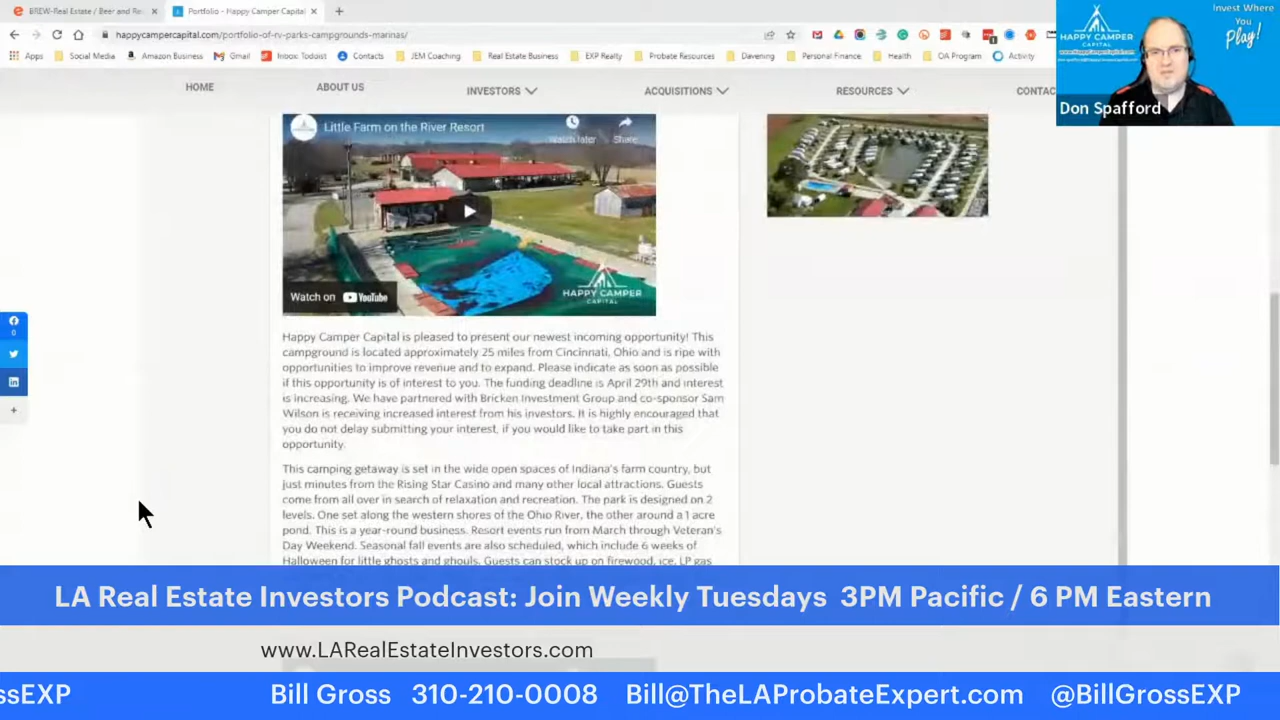 BREW-Real Estate / Beer and Re
Portfolio - Happy Camper Capital
happycampercapital.com/portfolio-of-rv-parks-campgrounds-marinas/
Apps Social Media Amazon Business Gmail Inbox: Todoist Contacts JEM Coaching Real Estate Business EXP Realty Probate Resources Davening Personal Finance Health OA Program Activity
HAPPY CAMPER
CAPITAL
Invest Where
You
Play!
Don Spafford
HOME ABOUT US INVESTORS ACQUISITIONS RESOURCES CONTAC
Little Farm on the River Resort
Watch later Share
Watch on YouTube
HAPPY CAMPER
CAPITAL
Happy Camper Capital is pleased to present our newest incoming opportunity! This
campground is located approximately 25 miles from Cincinnati, Ohio and is ripe with
opportunities to improve revenue and to expand. Please indicate as soon as possible
if this opportunity is of interest to you. The funding deadline is April 29th and interest
is increasing. We have partnered with Bricken Investment Group and co-sponsor Sam
Wilson is receiving increased interest from his investors. It is highly encouraged that
you do not delay submitting your interest, if you would like to take part in this
opportunity.
This camping getaway is set in the wide open spaces of Indiana's farm country, but
just minutes from the Rising Star Casino and many other local attractions. Guests
come from all over in search of relaxation and recreation. The park is designed on 2
levels. One set along the western shores of the Ohio River, the other around a 1 acre
pond. This is a year-round business. Resort events run from March through Veteran's
Day Weekend. Seasonal fall events are also scheduled, which include 6 weeks of
Halloween for little ghosts and ghouls. Guests can stock up on firewood, ice, LP gas
0
LA Real Estate Investors Podcast: Join Weekly Tuesdays 3PM Pacific / 6 PM Eastern
www.LARealEstateInvestors.com
ssEXP Bill Gross 310-210-0008 Bill@TheLAProbateExpert.com @BillGrossEXP